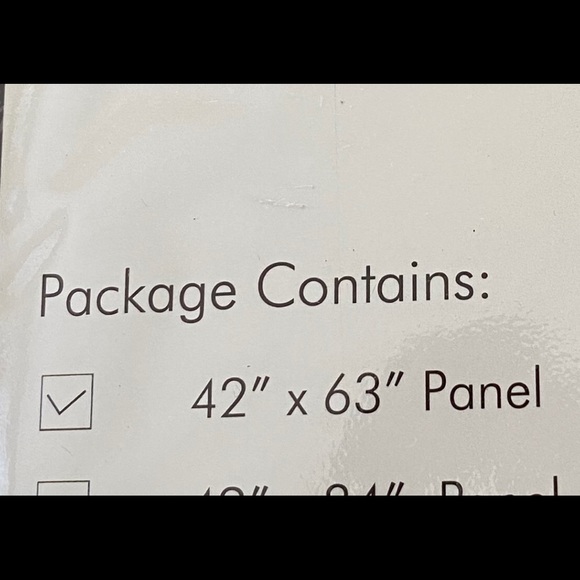 Package Contains:
42" x 63" Panel